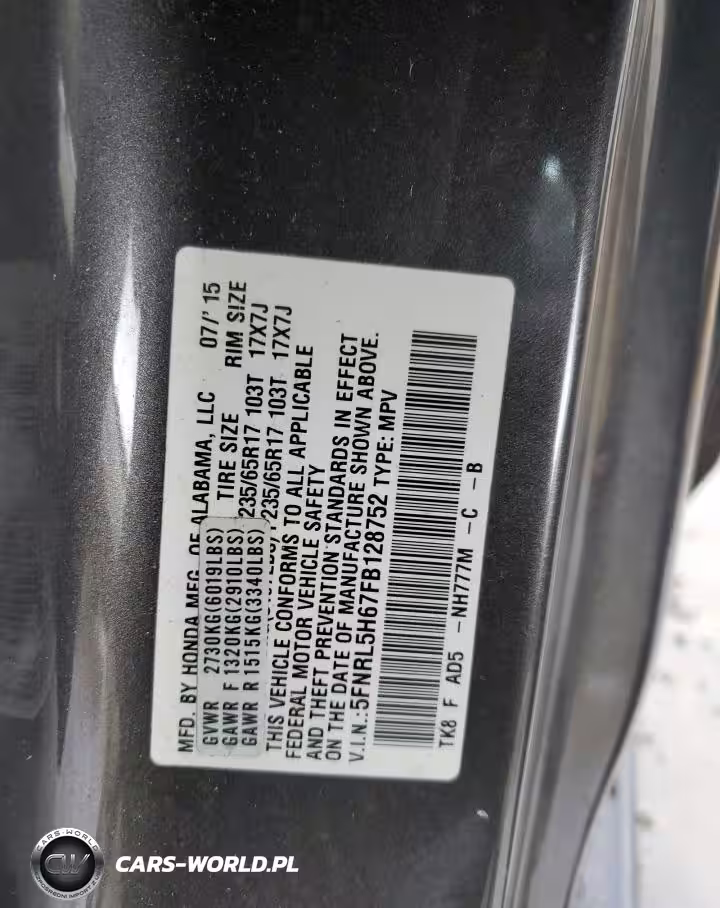 MFD. BY HONDA MFG. OF ALABAMA, LLC 07/' 15
TIRE SIZE RIM SIZE
GVWR 2730KG(6019LBS)
GAWR F 1320KG(2910LBS) 235/65R17 103T 17X7J
GAWR R 1515KG(3340LBS) 235/65R17 103T 17X7J
THIS VEHICLE CONFORMS TO ALL APPLICABLE
FEDERAL MOTOR VEHICLE SAFETY
AND THEFT PREVENTION STANDARDS IN EFFECT
ON THE DATE OF MANUFACTURE SHOWN ABOVE.
V.I.N.: 5FNRL5H67FB128752 TYPE: MPV
TK8 F AD5 -NH777M -C -B
CARS-WORLD
CW
CARS-WORLD.PL